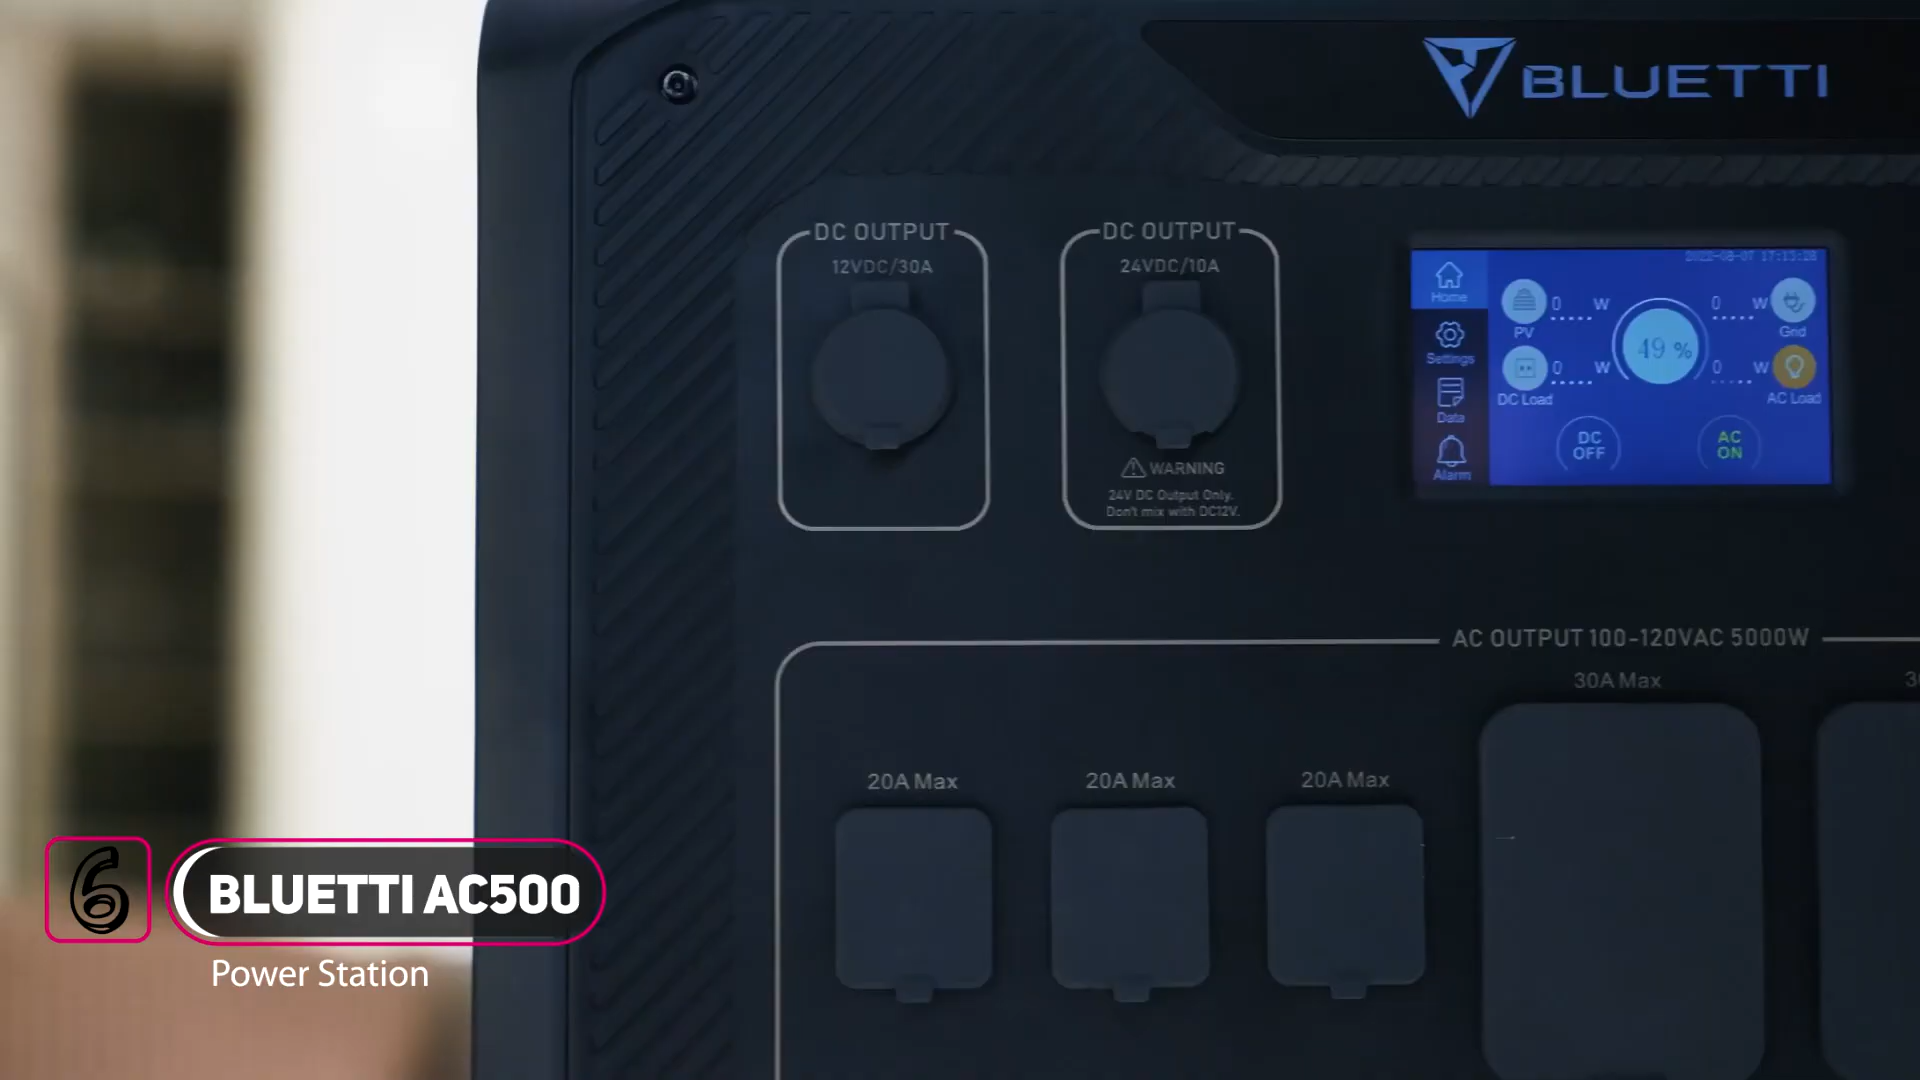 BLUETTI
DC OUTPUT
12VDC/30A
DC OUTPUT
24VDC/10A
WARNING
24V DC Output Only.
Don't mix with DC12V.
Home
Settings
Data
Alarm
PV
0 W
DC Load
0 W
49 %
0 W
Grid
0 W
AC Load
DC
OFF
AC
ON
AC OUTPUT 100-120VAC 5000W
30A Max
20A Max
20A Max
20A Max
6
BLUETTI AC500
Power Station